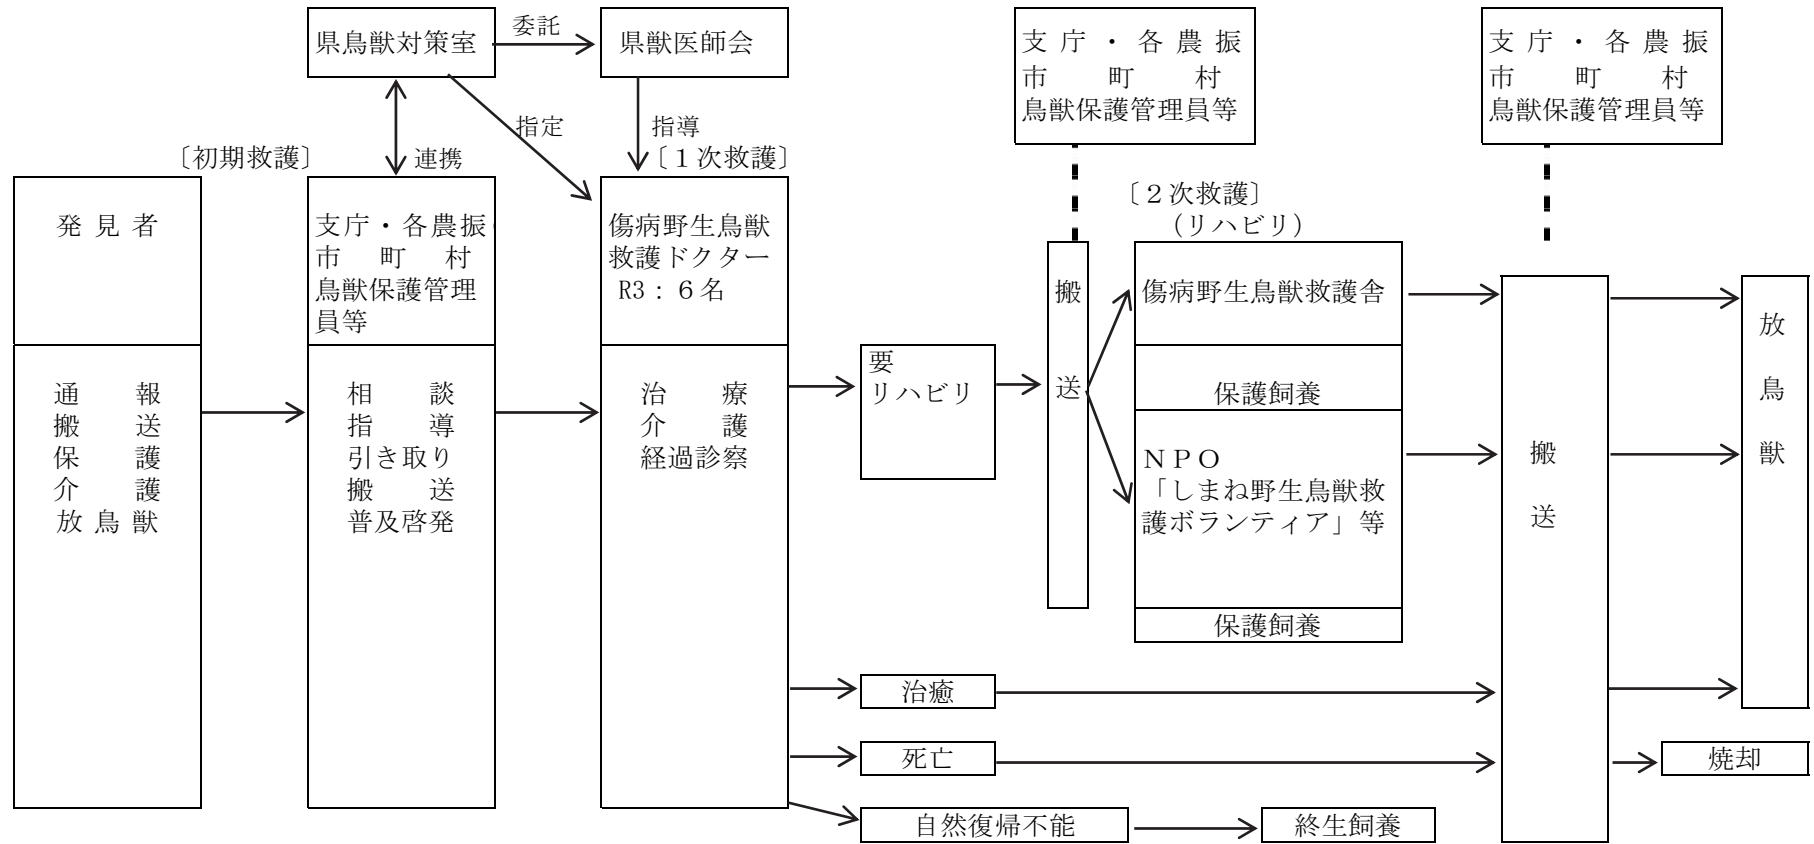 県鳥獣対策室
委託
県獣医師会
指定
指導
連携
〔初期救護〕
〔１次救護〕
支庁・各農振
市町村
鳥獣保護管理員等
支庁・各農振
市町村
鳥獣保護管理員等
発見者
通報
搬送
保護
介護
放鳥獣
支庁・各農振
市町村
鳥獣保護管理
員等
相談
指導
引き取り
搬送
普及啓発
傷病野生鳥獣
救護ドクター
R3：６名
治療
介護
経過診察
要
リハビリ
搬送
〔２次救護〕
（リハビリ）
傷病野生鳥獣救護舎
保護飼養
ＮＰＯ
「しまね野生鳥獣救
護ボランティア」等
保護飼養
搬送
放鳥獣
治癒
死亡
焼却
自然復帰不能
終生飼養